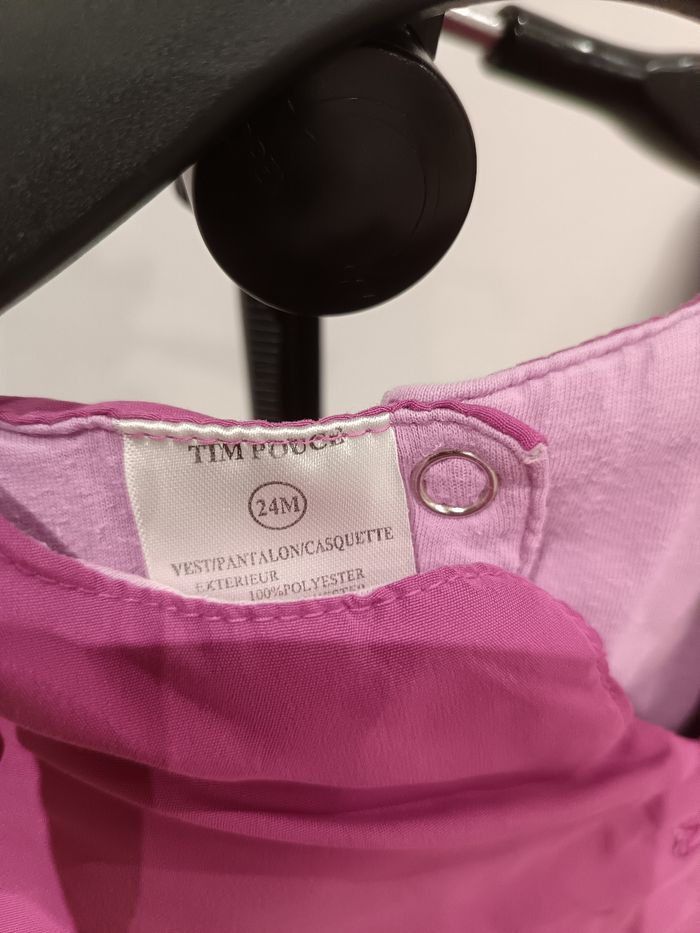 TIM POUCE
24M
VEST/PANTALON/CASQUETTE
EXTERIEUR
100%POLYESTER